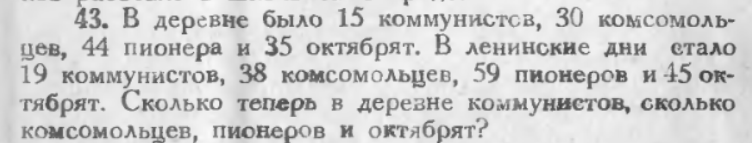 43. В деревне было 15 коммунистов, 30 комсомоль-
цев, 44 пионера и 35 октябрят. В ленинские дни стало
19 коммунистов, 38 комсомольцев, 59 пионеров и 45 ок-
тябрят. Сколько теперь в деревне коммунистов, сколько
комсомольцев, пионеров и октябрят?